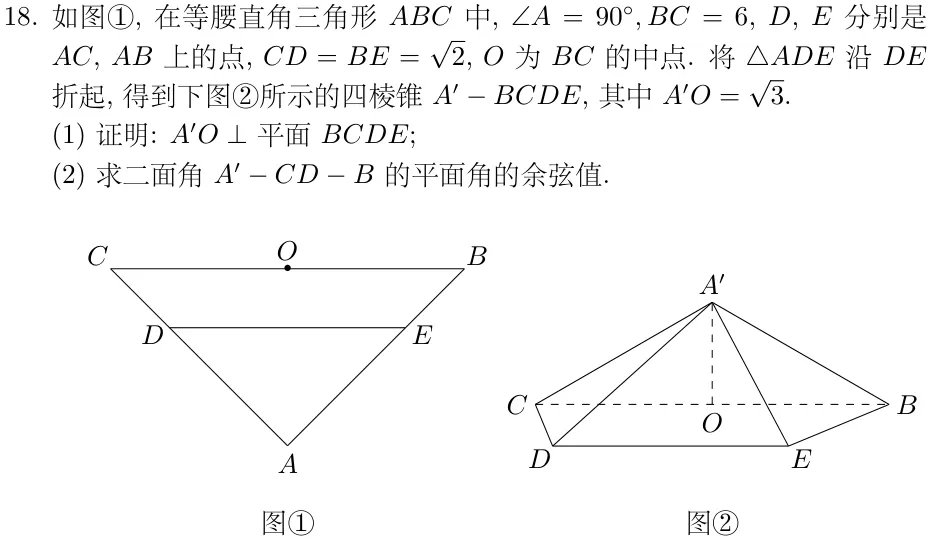 18. 如图①, 在等腰直角三角形 ABC 中, ∠A = 90°, BC = 6, D, E 分别是
AC, AB 上的点, CD = BE = √2, O 为 BC 的中点. 将 △ADE 沿 DE
折起, 得到下图②所示的四棱锥 A′ − BCDE, 其中 A′O = √3.
(1) 证明: A′O ⊥ 平面 BCDE;
(2) 求二面角 A′ − CD − B 的平面角的余弦值.
C O B
D E
A
图①
A′
C O B
D E
图②